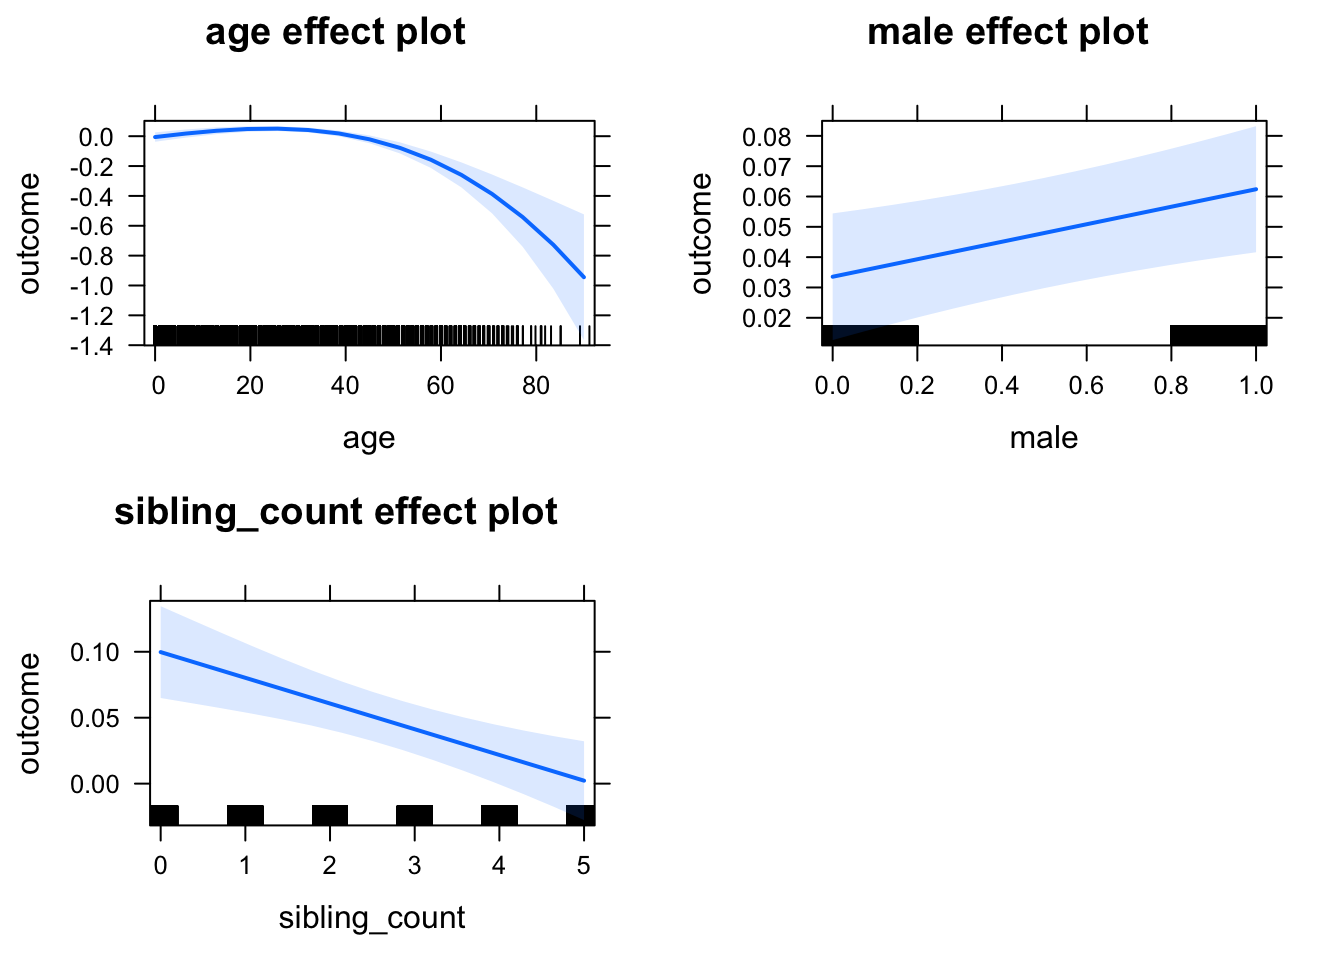 age effect plot
outcome
0.0
-0.2
-0.4
-0.6
-0.8
-1.0
-1.2
-1.4
0 20 40 60 80
age
male effect plot
outcome
0.08
0.07
0.06
0.05
0.04
0.03
0.02
0.0 0.2 0.4 0.6 0.8 1.0
male
sibling_count effect plot
outcome
0.10
0.05
0.00
0 1 2 3 4 5
sibling_count